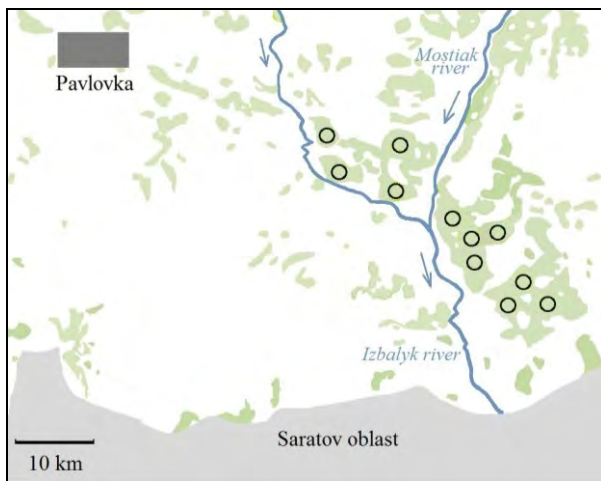 Mostiak
river
Pavlovka
Izbalyk river
Saratov oblast
10 km